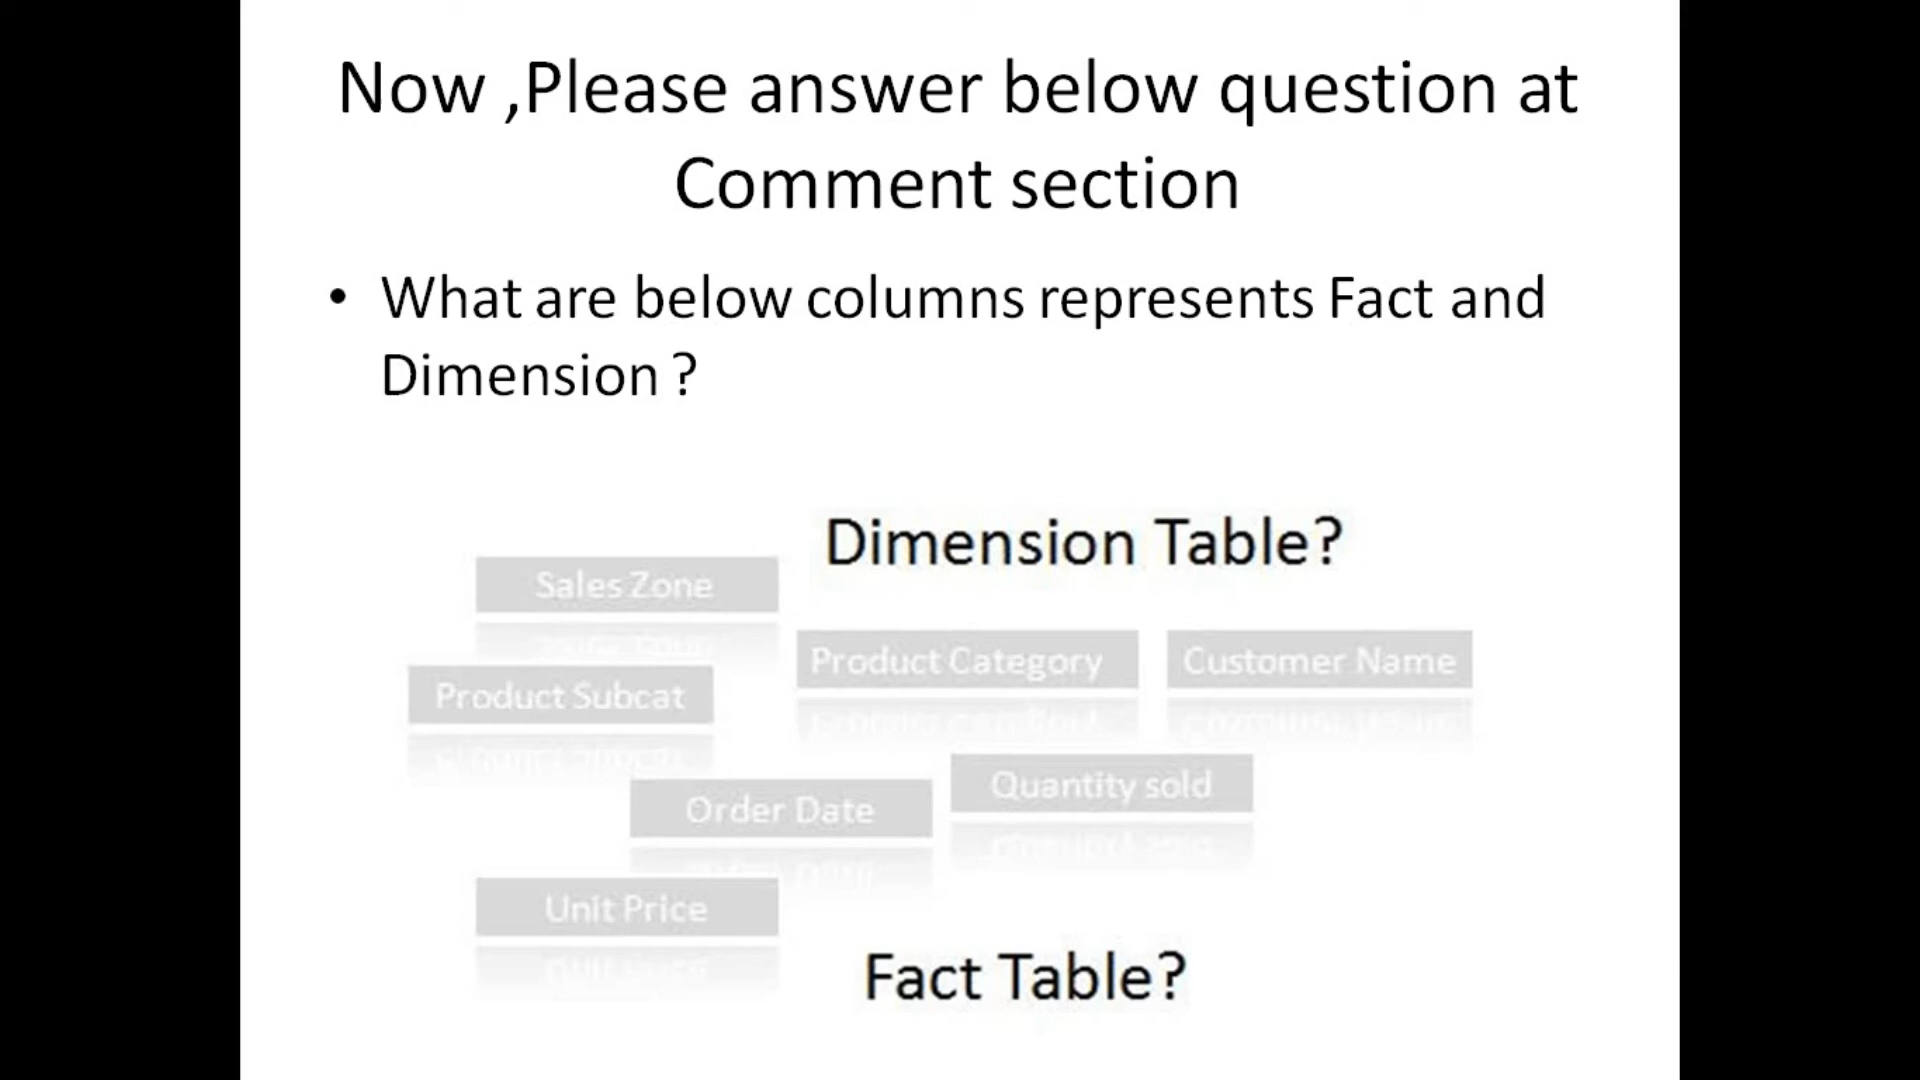 Now ,Please answer below question at
Comment section
• What are below columns represents Fact and
Dimension ?
Dimension Table?
Sales Zone
Product Category
Customer Name
Product Subcat
Quantity sold
Order Date
Unit Price
Fact Table?